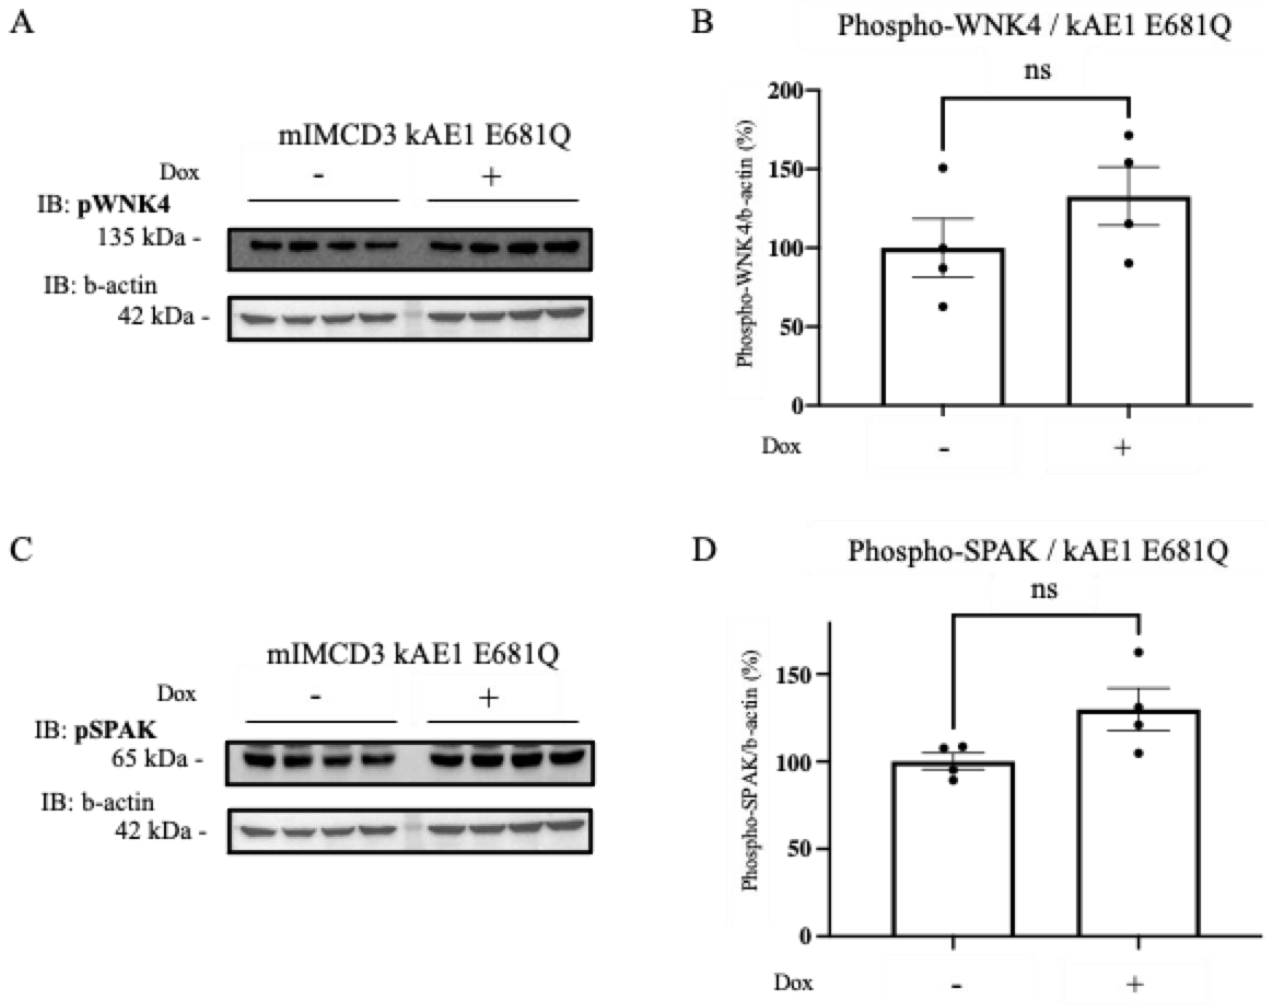 A
mIMCD3 kAE1 E681Q
Dox - +
IB: pWNK4
135 kDa -
IB: b-actin
42 kDa -
B
Phospho-WNK4 / kAE1 E681Q
ns
Phospho-WNK4/b-actin (%)
200
150
100
50
0
Dox - +
C
mIMCD3 kAE1 E681Q
Dox - +
IB: pSPAK
65 kDa -
IB: b-actin
42 kDa -
D
Phospho-SPAK / kAE1 E681Q
ns
Phospho-SPAK/b-actin (%)
150
100
50
0
Dox - +